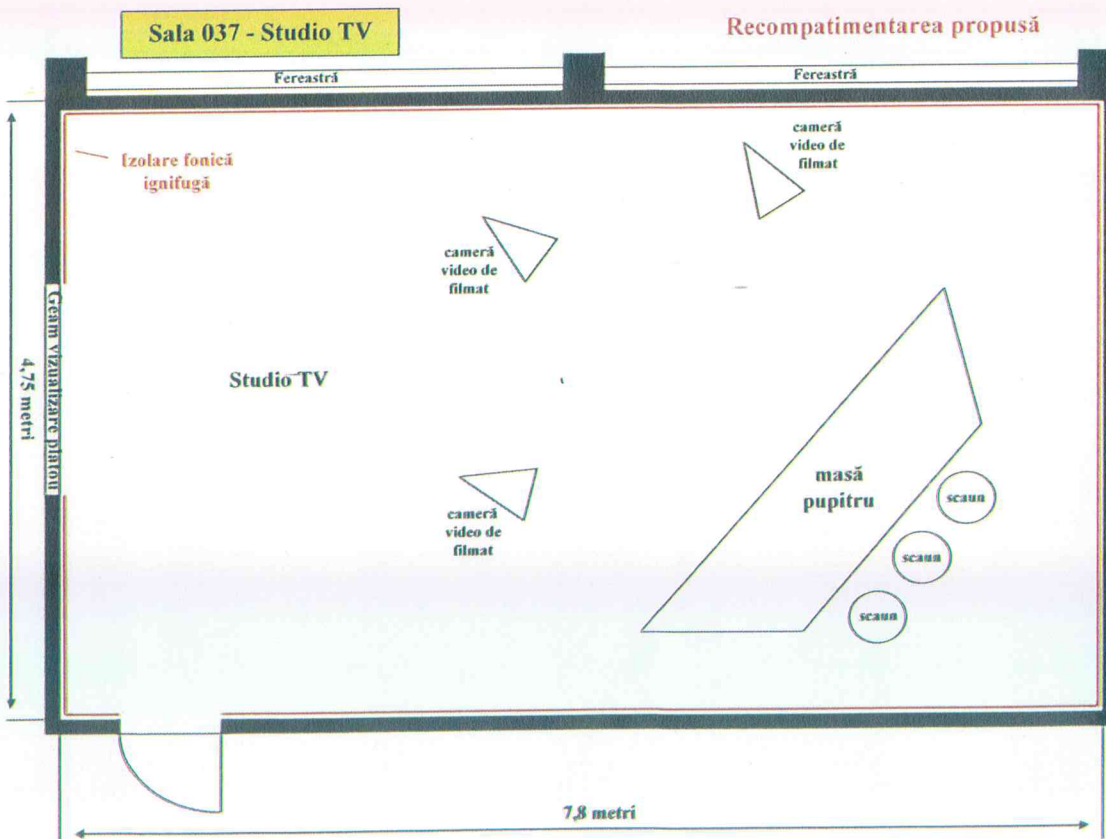 Sala 037 - Studio TV
Recompatimentarea propusă
Fereastră
Fereastră
cameră
video de
filmat
Izolare fonică
ignifugă
cameră
video de
filmat
Geam vizualizare platou
4,75 metri
Studio TV
masă
pupitru
scaun
scaun
scaun
cameră
video de
filmat
7,8 metri